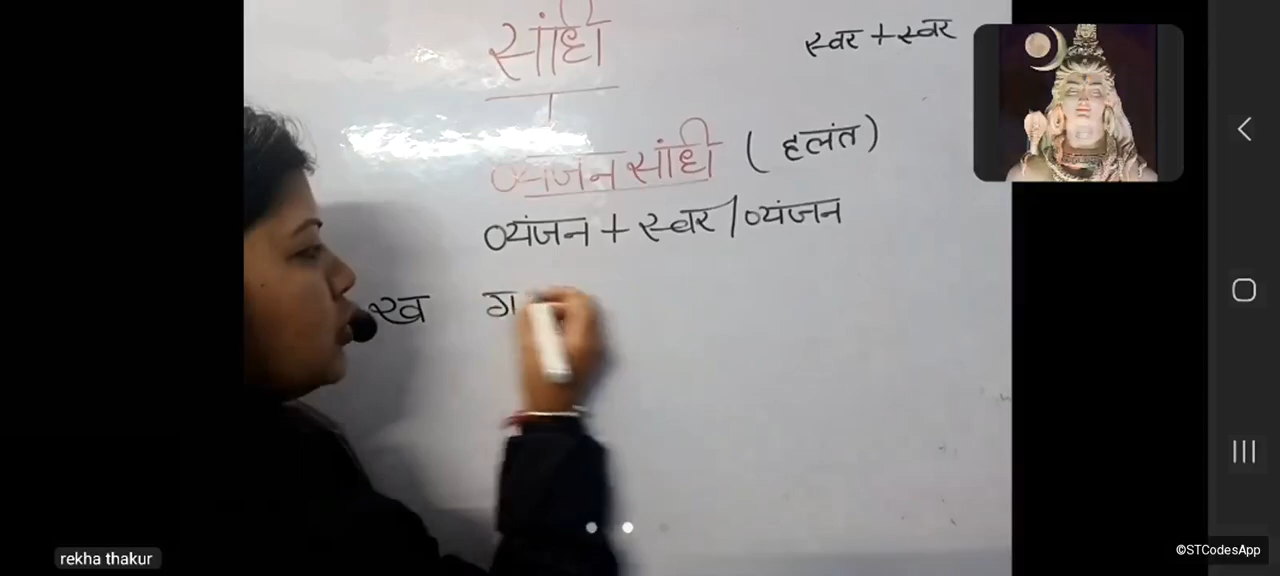 संधी
स्वर + स्वर
व्यंजन संधी (हलंत)
व्यंजन + स्वर / व्यंजन
ख ग
rekha thakur
©STCodesApp